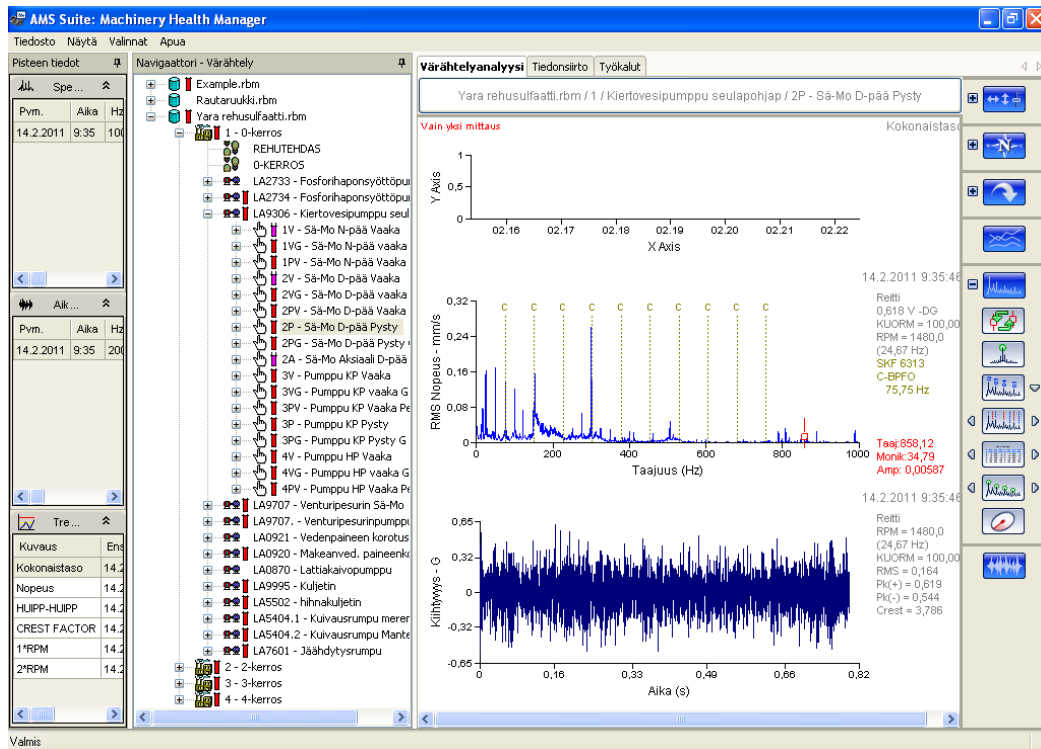 AMS Suite: Machinery Health Manager
Tiedosto Näytä Valinnat Apua
Pisteen tiedot
Spe...
Pvm. Aika Hz
14.2.2011 9:35 100
Aik...
Pvm. Aika Hz
14.2.2011 9:35 200
Tre...
Kuvaus Ens
Kokonaistaso 14.2
Nopeus 14.2
HUIPP-HUIPP 14.2
CREST FACTOR 14.2
1*RPM 14.2
2*RPM 14.2
Navigaattori - Värähtely
Example.rbm
Rautaruukki.rbm
Yara rehusulfaatti.rbm
1 - 0-kerros
REHUTEHDAS
0-KERROS
LA2733 - Fosforihaponsyöttöpu
LA2734 - Fosforihaponsyöttöpu
LA9306 - Kiertovesipumppu seul
1V - Sä-Mo N-pää Vaaka
1VG - Sä-Mo N-pää vaaka
1PV - Sä-Mo N-pää Vaaka
2V - Sä-Mo D-pää Vaaka
2VG - Sä-Mo D-pää vaaka
2PV - Sä-Mo D-pää Vaaka
2P - Sä-Mo D-pää Pysty
2PG - Sä-Mo D-pää Pysty
2A - Sä-Mo Aksiaali D-pää
3V - Pumppu KP Vaaka
3VG - Pumppu KP vaaka G
3PV - Pumppu KP Vaaka Pe
3P - Pumppu KP Pysty
3PG - Pumppu KP Pysty G
4V - Pumppu HP Vaaka
4VG - Pumppu HP vaaka G
4PV - Pumppu HP Vaaka Pe
LA9707 - Venturipesurin Sä-Mo
LA9707. - Venturipesurinpumppu
LA0921 - Vedenpaineen korotus
LA0920 - Makeanved. paineenko
LA0870 - Lattiakaivopumppu
LA9995 - Kuljetin
LA5502 - hihnakuljetin
LA5404.1 - Kuivausrumpu merer
LA5404.2 - Kuivausrumpu Mante
LA7601 - Jäähdytysrumpu
2 - 2-kerros
3 - 3-kerros
4 - 4-kerros
Värähtelyanalyysi Tiedonsiirto Työkalut
Yara rehusulfaatti.rbm / 1 / Kiertovesipumppu seulapohjap / 2P - Sä-Mo D-pää Pysty
Vain yksi mittaus Kokonaistaso
Y Axis
1
0,5
0
02.16 02.17 02.18 02.19 02.20 02.21 02.22
X Axis
14.2.2011 9:35:46
Reitti
0,618 V -DG
KUORM = 100,00
RPM = 1480,0
(24,67 Hz)
SKF 6313
C-BPFO
75,75 Hz
C C C C C C C C C C
RMS Nopeus - mm/s
0,32
0,24
0,16
0,08
0
0 200 400 600 800 1000
Taajuus (Hz)
Taaj:858,12
Monik:34,79
Amp: 0,00587
14.2.2011 9:35:46
Reitti
RPM = 1480,0
(24,67 Hz)
KUORM = 100,00
RMS = 0,164
Pk(+) = 0,619
Pk(-) = 0,544
Crest = 3,786
Kiihtyvyys - G
0,65
0,32
0
-0,32
-0,65
0 0,16 0,33 0,49 0,66 0,82
Aika (s)
Valmis